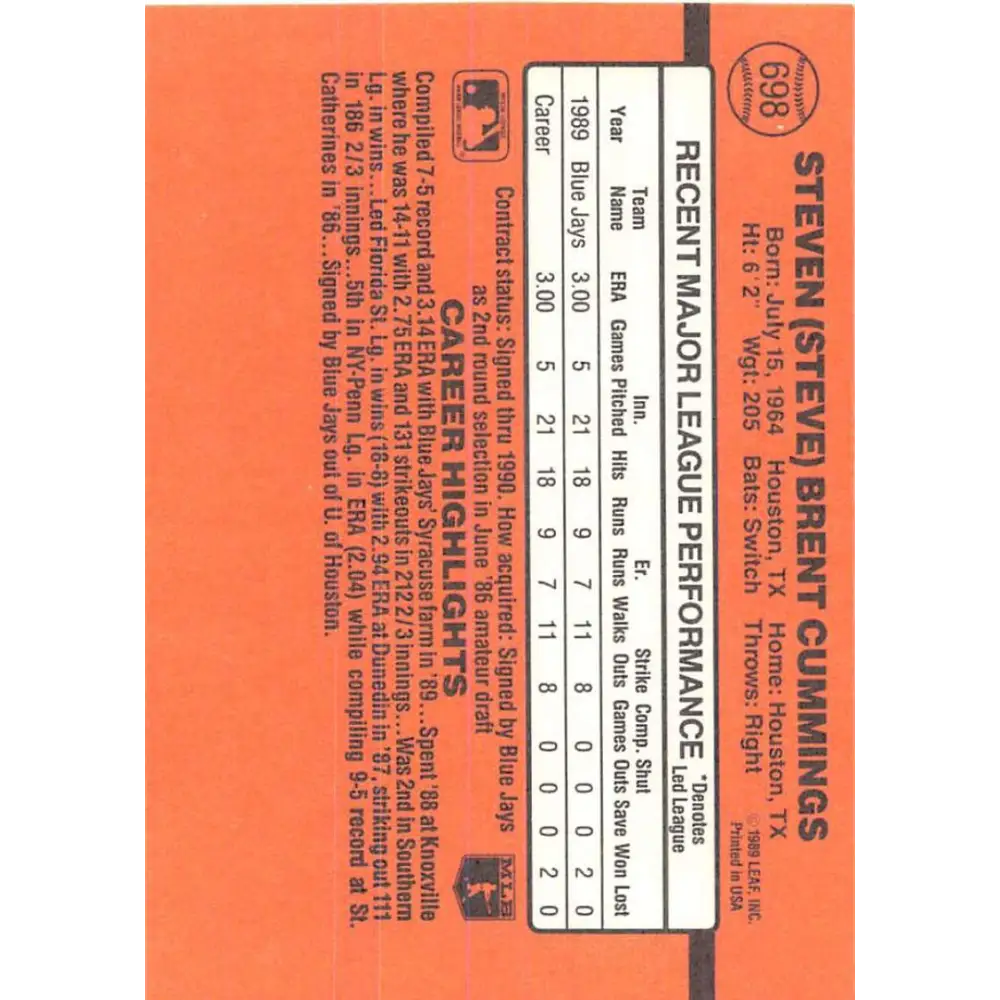 698
STEVEN (STEVE) BRENT CUMMINGS
Born: July 15, 1964 Houston, TX Home: Houston, TX
Ht: 6'2" Wgt: 205 Bats: Switch Throws: Right
© 1989 LEAF, INC.
Printed in USA
RECENT MAJOR LEAGUE PERFORMANCE *Denotes Led League
Team Inn. Er. Strike Comp. Shut
Year Name ERA Games Pitched Hits Runs Runs Walks Outs Games Outs Save Won Lost
1989 Blue Jays 3.00 5 21 18 9 7 11 8 0 0 0 2 0
Career 3.00 5 21 18 9 7 11 8 0 0 0 2 0
Contract status: Signed thru 1990. How acquired: Signed by Blue Jays
as 2nd round selection in June '86 amateur draft
MLB
CAREER HIGHLIGHTS
Compiled 7-5 record and 3.14 ERA with Blue Jays' Syracuse farm in '89...Spent '88 at Knoxville
where he was 14-11 with 2.75 ERA and 131 strikeouts in 212 2/3 innings...Was 2nd in Southern
Lg. in wins...Led Florida St. Lg. in wins (18-8) with 2.94 ERA at Dunedin in '87, striking out 111
in 186 2/3 innings...5th in NY-Penn Lg. in ERA (2.04) while compiling 9-5 record at St.
Catherines in '86...Signed by Blue Jays out of U. of Houston.